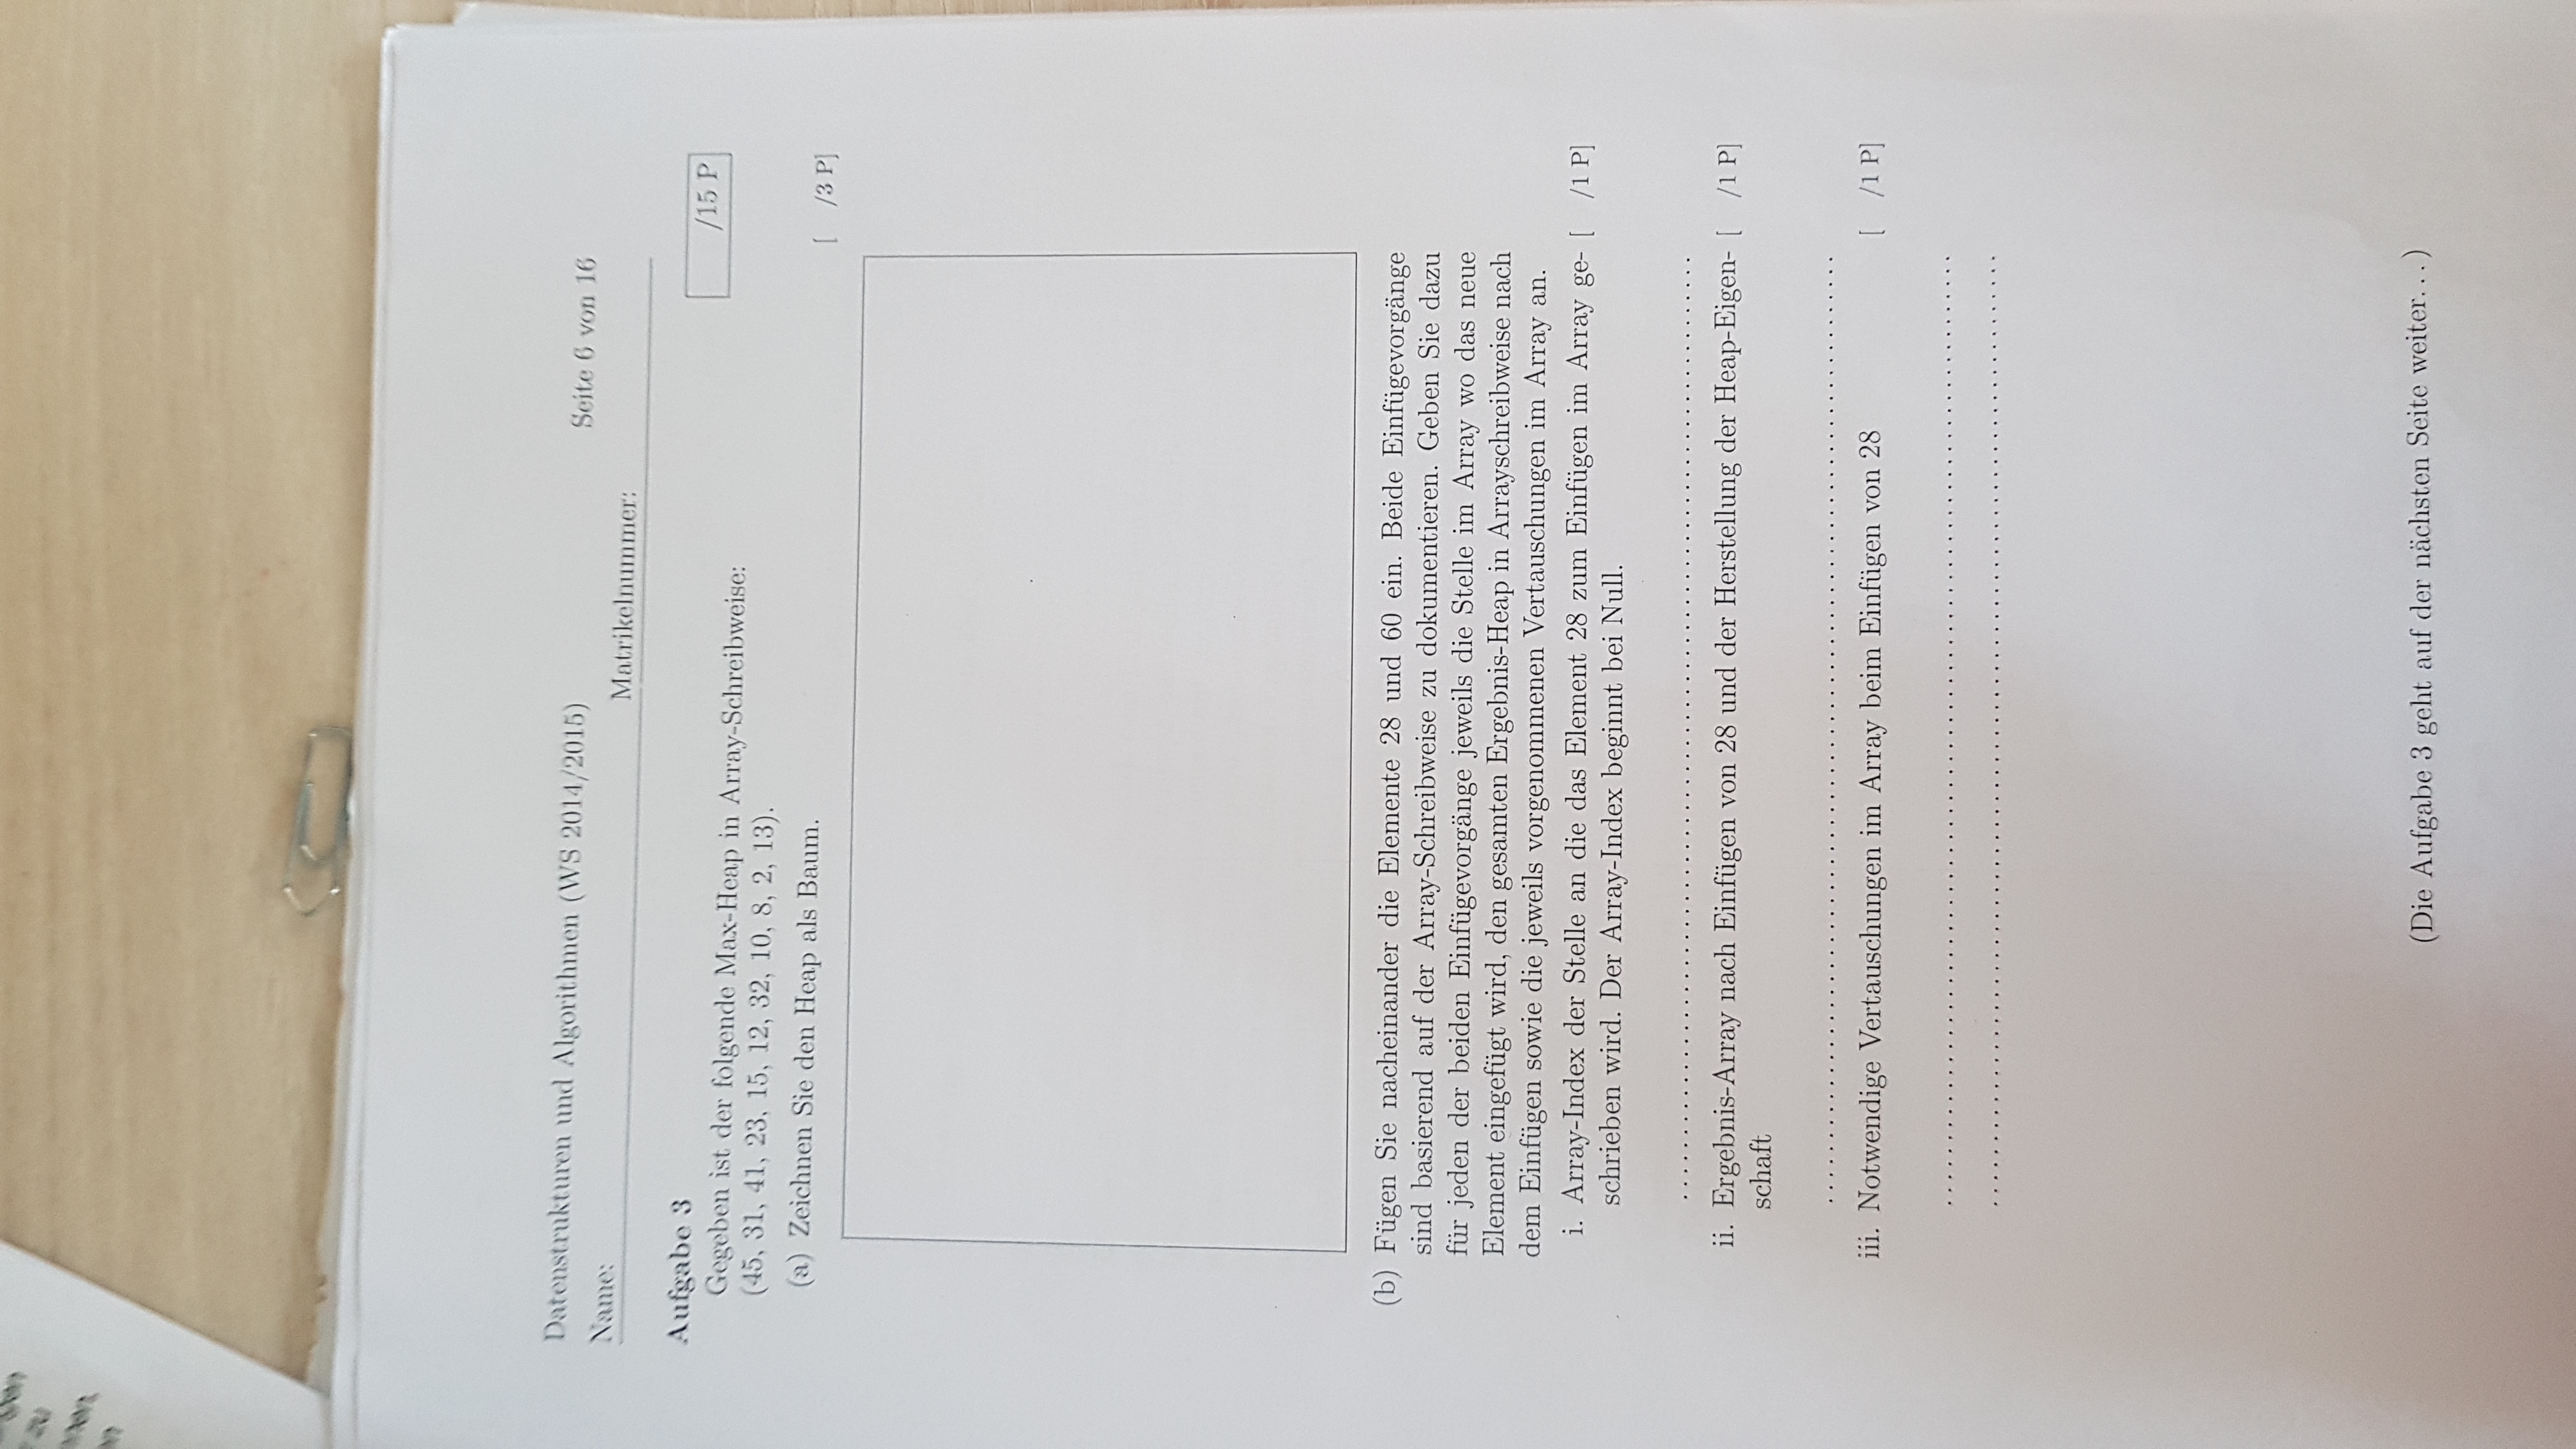 zu
Datenstrukturen und Algorithmen (WS 2014/2015)
Seite 6 von 16
Name:
Matrikelnummer:
Aufgabe 3
/15 P
Gegeben ist der folgende Max-Heap in Array-Schreibweise:
(45, 31, 41, 23, 15, 12, 32, 10, 8, 2, 13).
(a) Zeichnen Sie den Heap als Baum.
[ /3 P]
(b) Fügen Sie nacheinander die Elemente 28 und 60 ein. Beide Einfügevorgänge
sind basierend auf der Array-Schreibweise zu dokumentieren. Geben Sie dazu
für jeden der beiden Einfügevorgänge jeweils die Stelle im Array wo das neue
Element eingefügt wird, den gesamten Ergebnis-Heap in Arrayschreibweise nach
dem Einfügen sowie die jeweils vorgenommenen Vertauschungen im Array an.
i. Array-Index der Stelle an die das Element 28 zum Einfügen im Array ge- [ /1 P]
schrieben wird. Der Array-Index beginnt bei Null.
ii. Ergebnis-Array nach Einfügen von 28 und der Herstellung der Heap-Eigen- [ /1 P]
schaft
iii. Notwendige Vertauschungen im Array beim Einfügen von 28 [ /1 P]
(Die Aufgabe 3 geht auf der nächsten Seite weiter...)